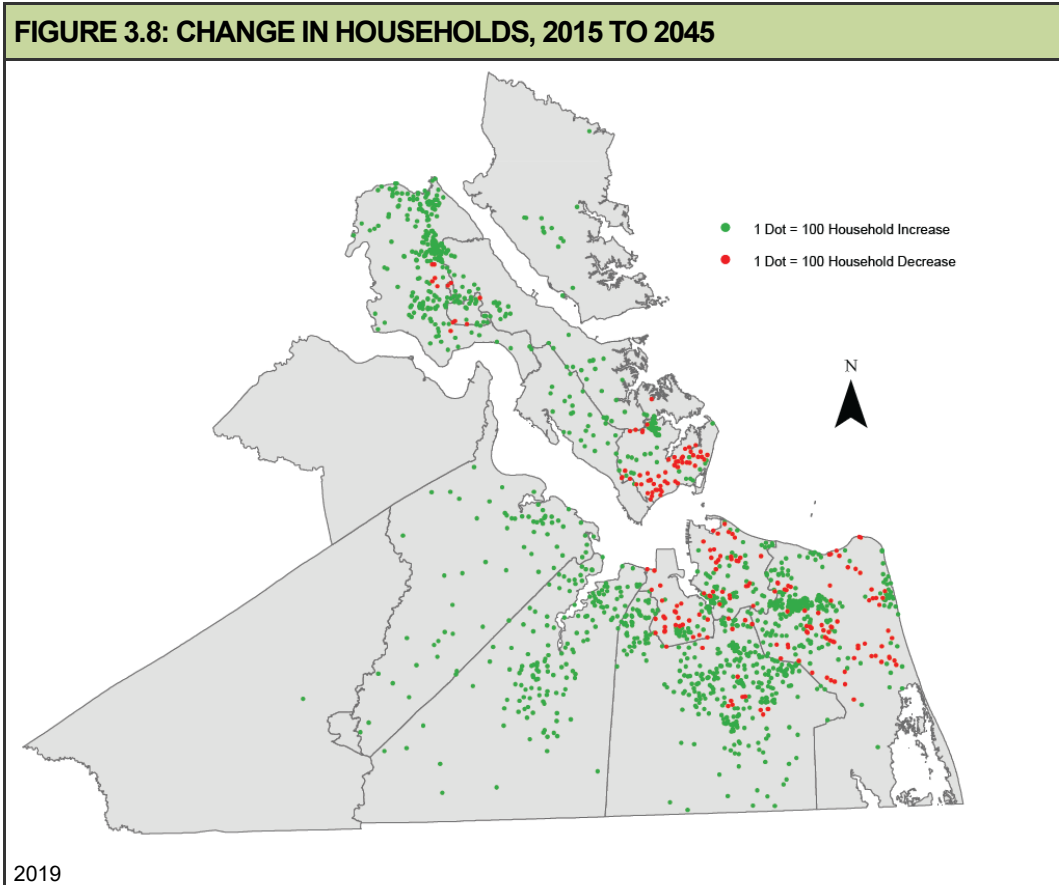 FIGURE 3.8: CHANGE IN HOUSEHOLDS, 2015 TO 2045
1 Dot = 100 Household Increase
1 Dot = 100 Household Decrease
N
2019